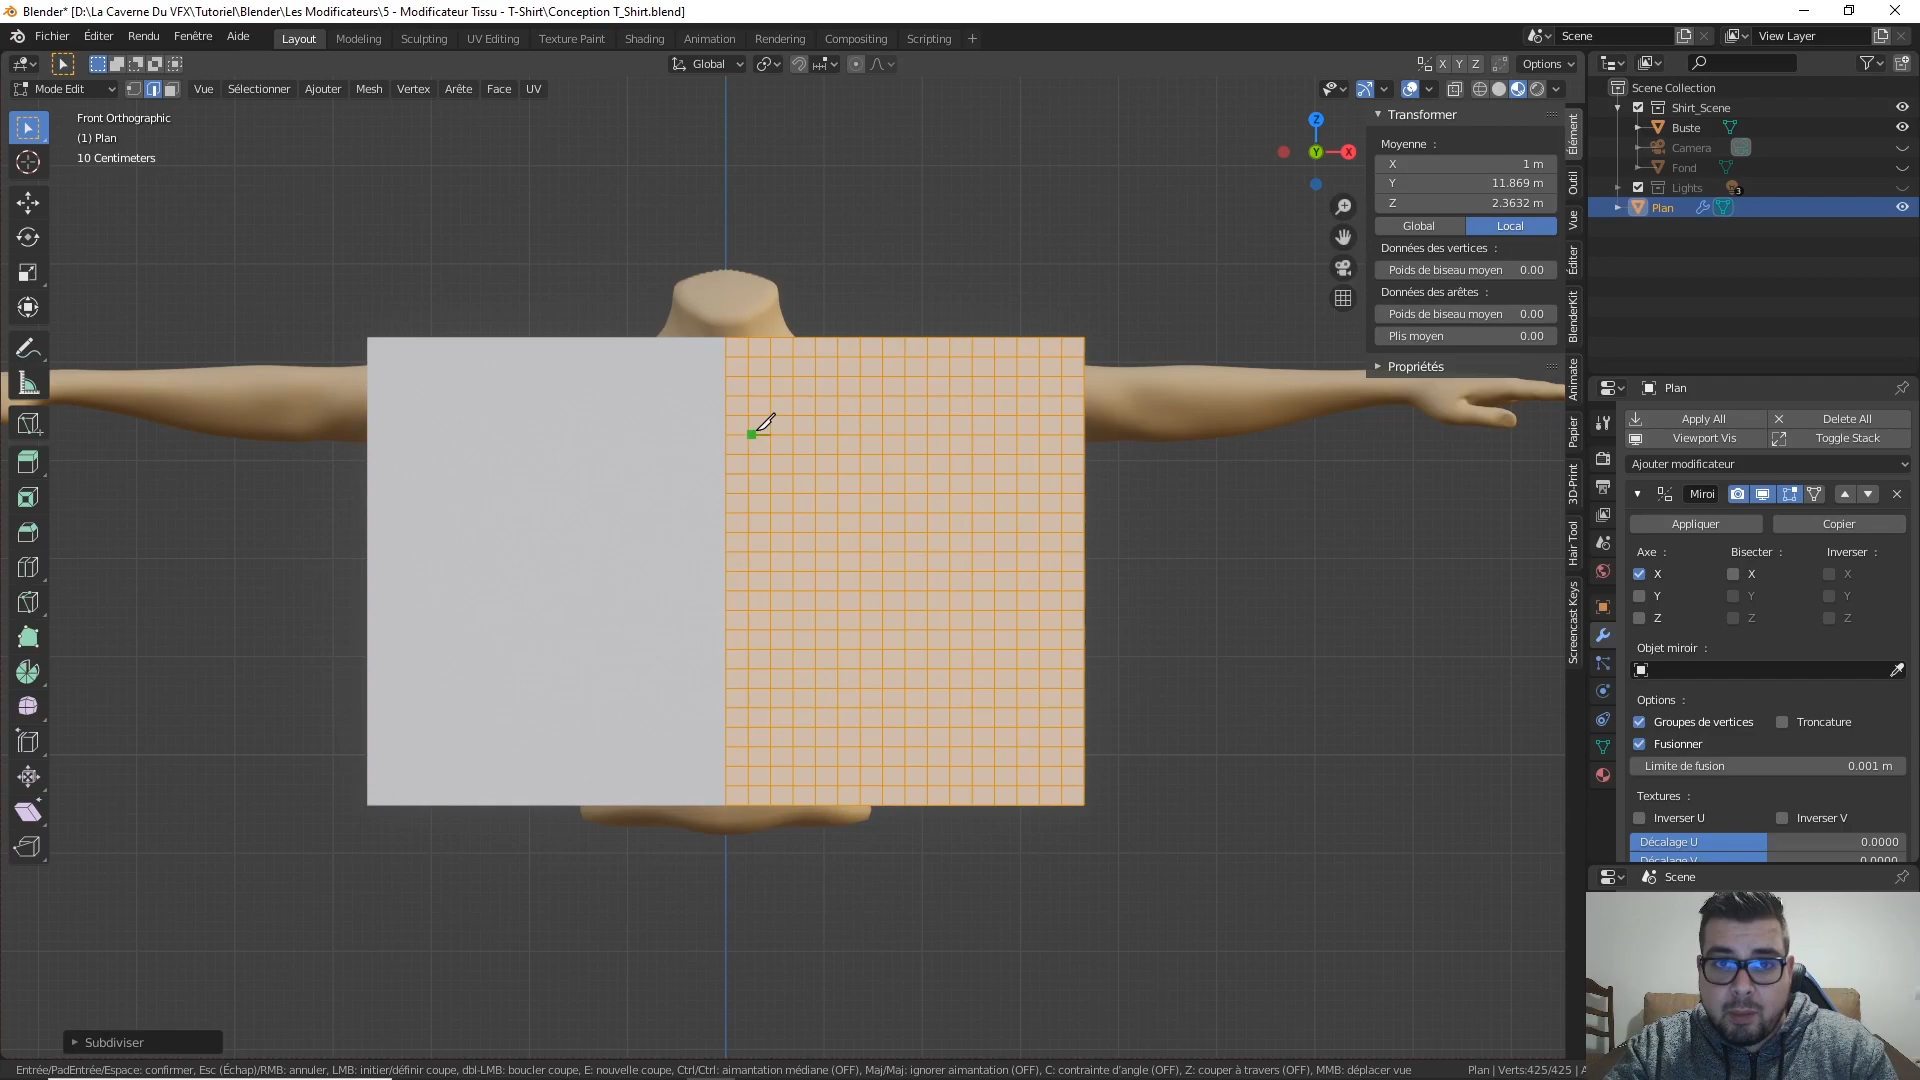 Blender* [D:\La Caverne Du VFX\Tutoriel\Blender\Les Modificateurs\5 - Modificateur Tissu - T-Shirt\Conception T_Shirt.blend]
Fichier Éditer Rendu Fenêtre Aide Layout Modeling Sculpting UV Editing Texture Paint Shading Animation Rendering Compositing Scripting + Scene View Layer
Global X Y Z Options
Mode Edit Vue Sélectionner Ajouter Mesh Vertex Arête Face UV
Front Orthographic
(1) Plan
10 Centimeters
Z
Y
X
Transformer
Moyenne :
X 1 m
Y 11.869 m
Z 2.3632 m
Global Local
Données des vertices :
Poids de biseau moyen 0.00
Données des arêtes :
Poids de biseau moyen 0.00
Plis moyen 0.00
Propriétés
Élément
Outil
Vue
Éditer
BlenderKit
Animate
Papier
3D-Print
Hair Tool
Screencast Keys
Scene Collection
Shirt_Scene
Buste
Camera
Fond
Lights 3
Plan
Plan
Apply All Delete All
Viewport Vis Toggle Stack
Ajouter modificateur
Miroi
Appliquer Copier
Axe : Bisecter : Inverser :
X X X
Y Y Y
Z Z Z
Objet miroir :
Options :
Groupes de vertices Troncature
Fusionner
Limite de fusion 0.001 m
Textures :
Inverser U Inverser V
Décalage U 0.0000
Décalage V 0.0000
Scene
Subdiviser
Entrée/PadEntrée/Espace: confirmer, Esc (Échap)/RMB: annuler, LMB: initier/définir coupe, dbl-LMB: boucler coupe, E: nouvelle coupe, Ctrl/Ctrl: aimantation médiane (OFF), Maj/Maj: ignorer aimantation (OFF), C: contrainte d'angle (OFF), Z: couper à travers (OFF), MMB: déplacer vue Plan | Verts:425/425 |